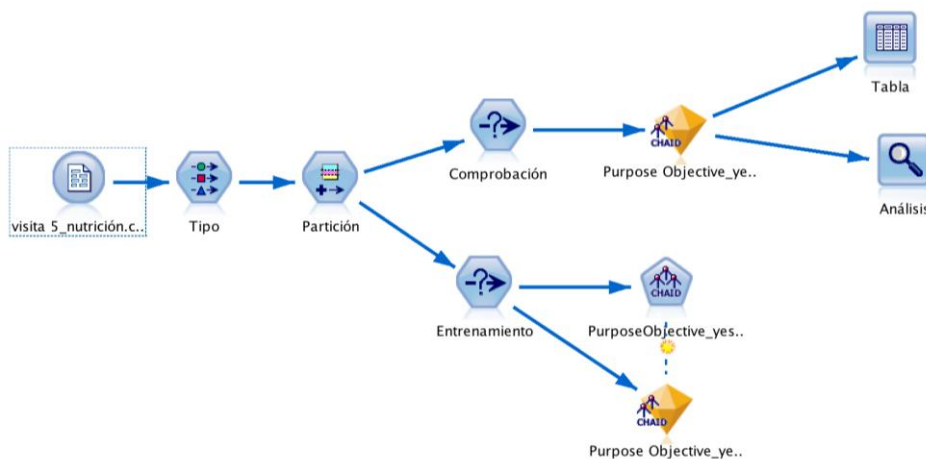 Tabla
CHAID
Comprobación
Purpose Objective_ye..
visita 5_nutrición.c..
Tipo
Partición
Análisis
CHAID
Entrenamiento
PurposeObjective_yes..
CHAID
Purpose Objective_ye..